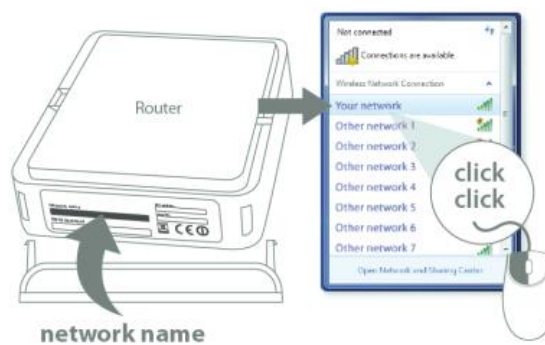 Router
network name
Not connected
Connections are available
Wireless Network Connection
Your network
Other network 1
Other network 2
Other network 3
Other network 4
Other network 5
Other network 6
Other network 7
Open Network and Sharing Center
click
click